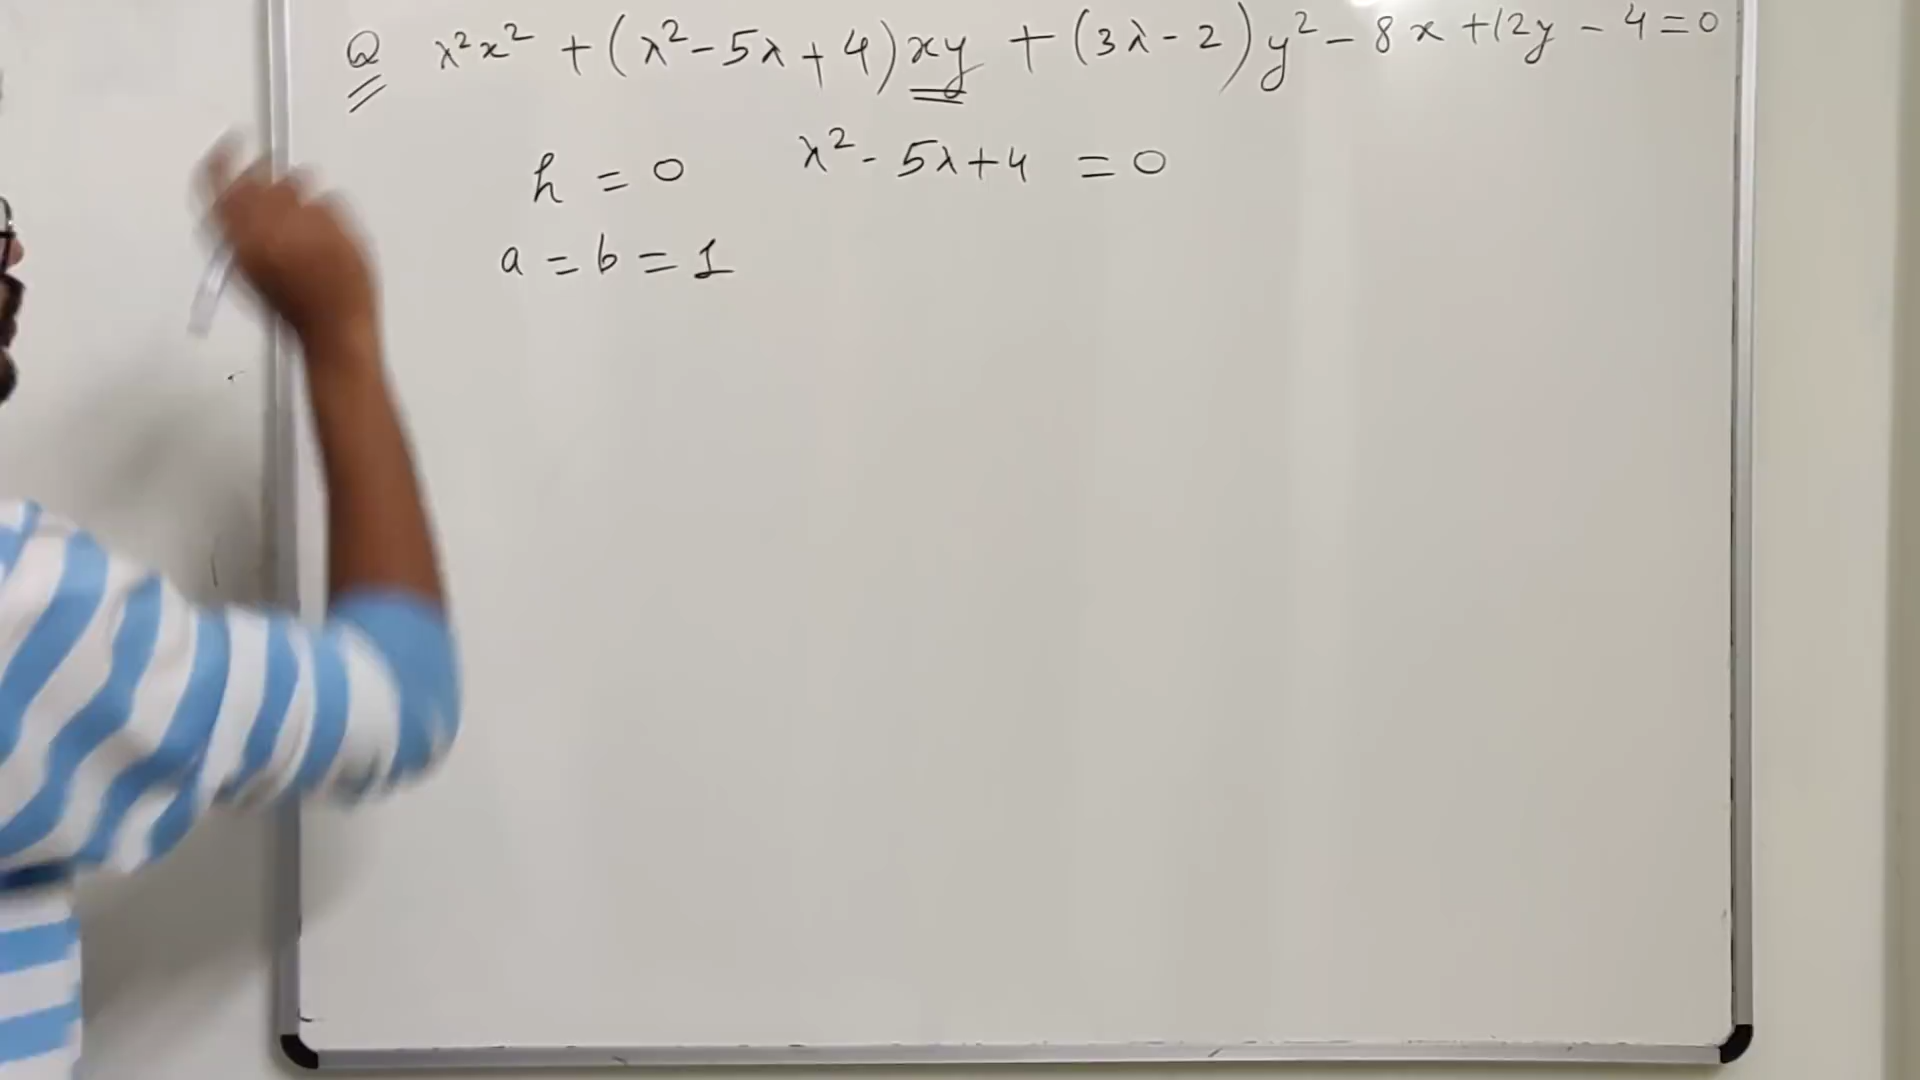 Q λ²x² + (λ² - 5λ + 4)xy + (3λ - 2)y² - 8x + 12y - 4 = 0
h = 0 λ² - 5λ + 4 = 0
a = b = 1